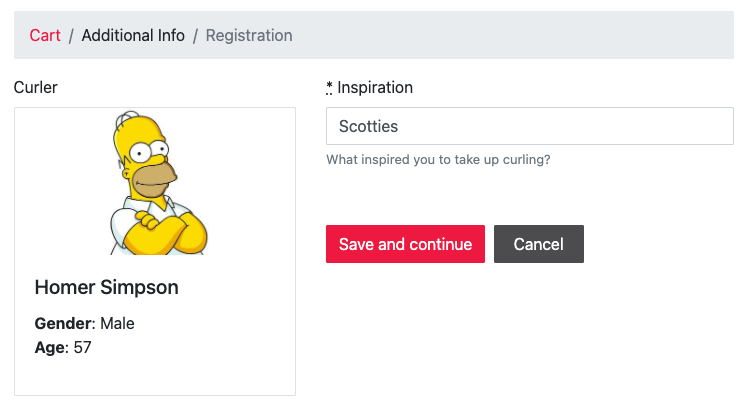 Cart / Additional Info / Registration
Curler
Homer Simpson
Gender: Male
Age: 57
* Inspiration
Scotties
What inspired you to take up curling?
Save and continue
Cancel